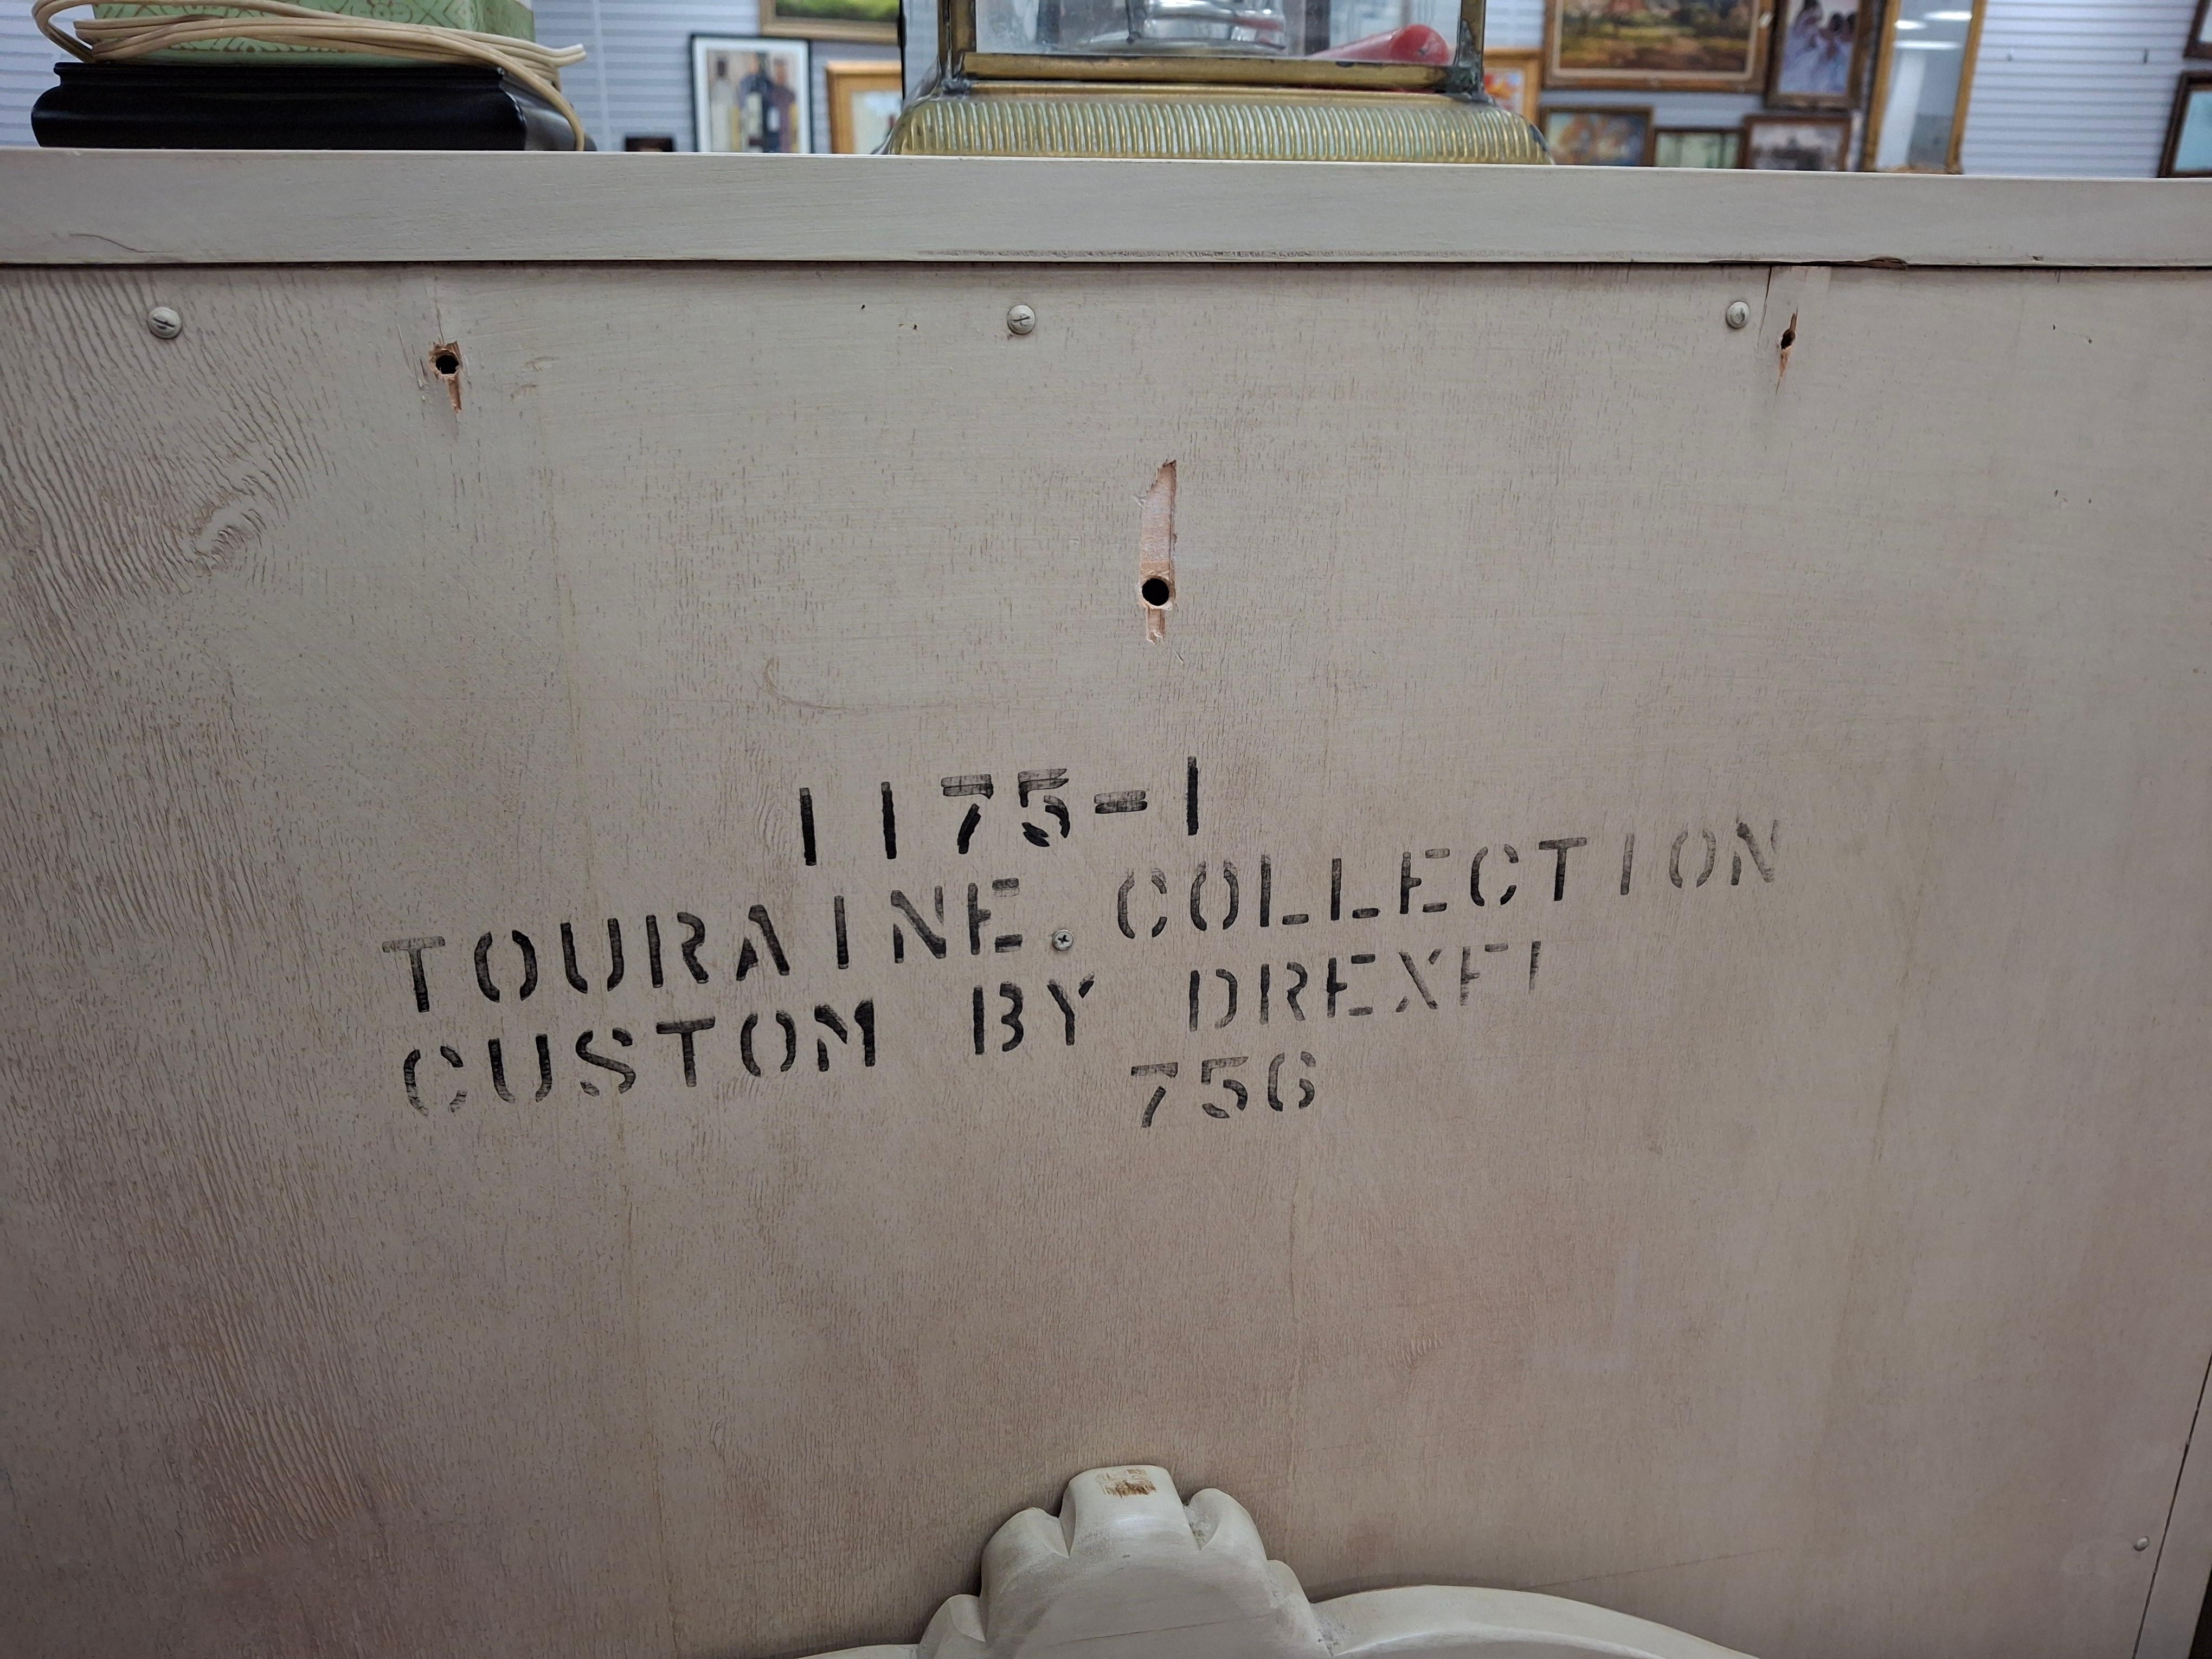 1175-1
TOURAINE COLLECTION
CUSTOM BY DREXEL
756